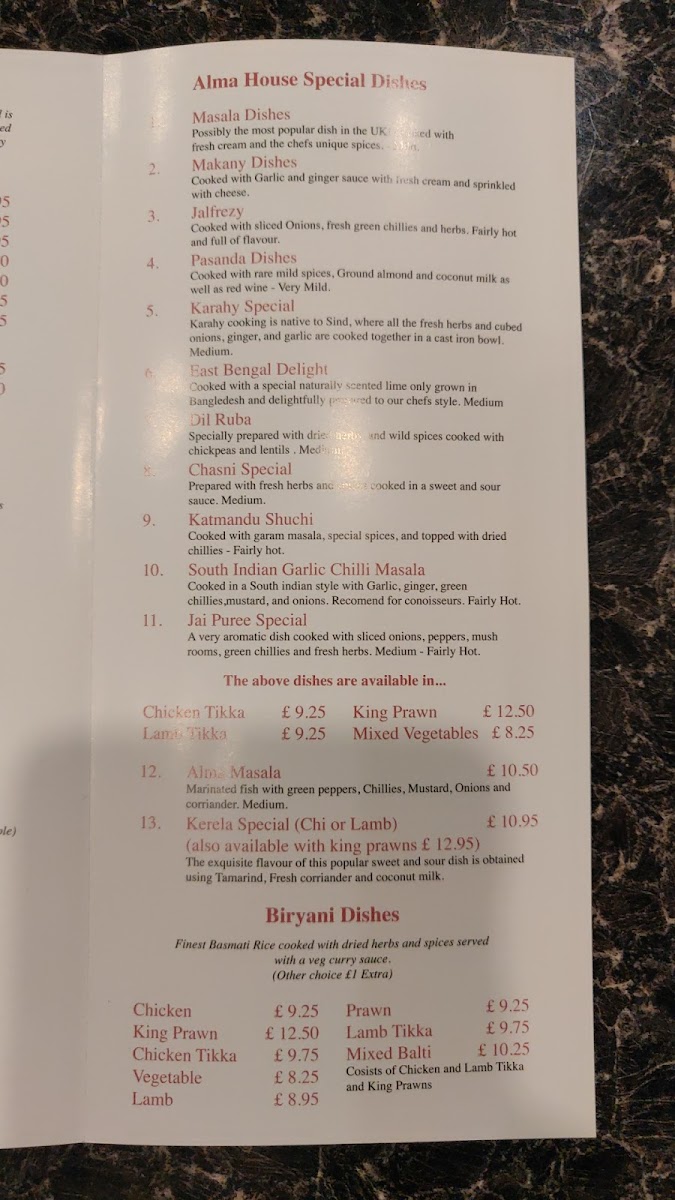 Alma House Special Dishes
Masala Dishes
Possibly the most popular dish in the UK with
fresh cream and the chefs unique spices.
2. Makany Dishes
Cooked with Garlic and ginger sauce with fresh cream and sprinkled
with cheese.
3. Jalfrezy
Cooked with sliced Onions, fresh green chillies and herbs. Fairly hot
and full of flavour.
4. Pasanda Dishes
Cooked with rare mild spices, Ground almond and coconut milk as
well as red wine - Very Mild.
5. Karahy Special
Karahy cooking is native to Sind, where all the fresh herbs and cubed
onions, ginger, and garlic are cooked together in a cast iron bowl.
Medium.
6. East Bengal Delight
Cooked with a special naturally scented lime only grown in
Bangledesh and delightfully prepared to our chefs style. Medium
Dil Ruba
Specially prepared with dried herbs and wild spices cooked with
chickpeas and lentils . Medium
8. Chasni Special
Prepared with fresh herbs and cooked in a sweet and sour
sauce. Medium.
9. Katmandu Shuchi
Cooked with garam masala, special spices, and topped with dried
chillies - Fairly hot.
10. South Indian Garlic Chilli Masala
Cooked in a South indian style with Garlic, ginger, green
chillies,mustard, and onions. Recomend for conoisseurs. Fairly Hot.
11. Jai Puree Special
A very aromatic dish cooked with sliced onions, peppers, mush
rooms, green chillies and fresh herbs. Medium - Fairly Hot.
The above dishes are available in...
Chicken Tikka £ 9.25 King Prawn £ 12.50
Lamb Tikka £ 9.25 Mixed Vegetables £ 8.25
12. Alma Masala £ 10.50
Marinated fish with green peppers, Chillies, Mustard, Onions and
corriander. Medium.
13. Kerela Special (Chi or Lamb) £ 10.95
(also available with king prawns £ 12.95)
The exquisite flavour of this popular sweet and sour dish is obtained
using Tamarind, Fresh corriander and coconut milk.
Biryani Dishes
Finest Basmati Rice cooked with dried herbs and spices served
with a veg curry sauce.
(Other choice £1 Extra)
Chicken £ 9.25 Prawn £ 9.25
King Prawn £ 12.50 Lamb Tikka £ 9.75
Chicken Tikka £ 9.75 Mixed Balti £ 10.25
Vegetable £ 8.25 Cosists of Chicken and Lamb Tikka
and King Prawns
Lamb £ 8.95